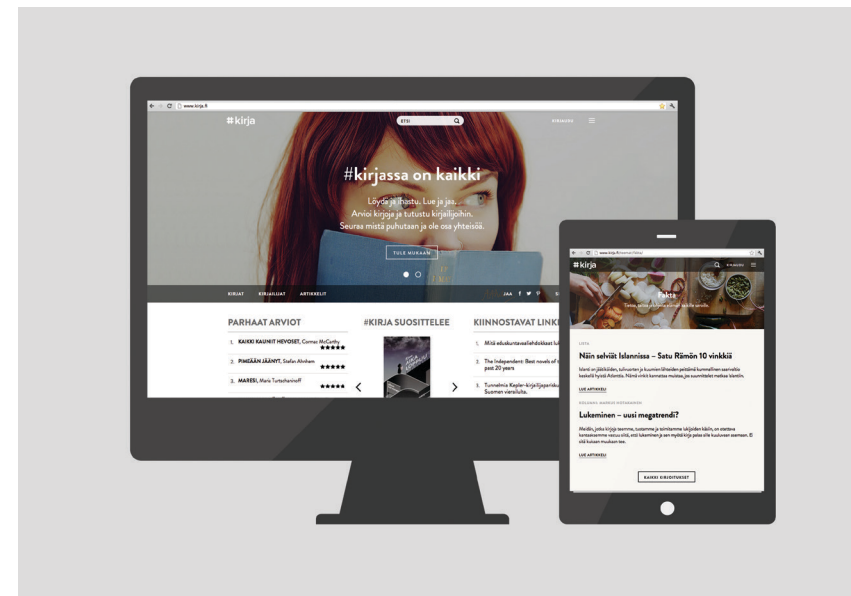 www.kirja.fi
#kirja
ETSI
KIRJAUDU
#kirjassa on kaikki
Löydä ja ihastu. Lue ja jaa.
Arvioi kirjoja ja tutustu kirjailijoihin.
Seuraa mistä puhutaan ja ole osa yhteisöä.
TULE MUKAAN
KIRJAT KIRJAILIJAT ARTIKKELIT
JAA
PARHAAT ARVIOT
1. KAIKKI KAUNIIT HEVOSET, Cormac McCarthy
2. PIMEÄÄN JÄÄNYT, Stefan Ahnhem
3. MARESI, Maria Turtschaninoff
#KIRJA SUOSITTELEE
KIINNOSTAVAT LINKI
1. Mitä eduskuntavaaliehdokkaat luk
2. The Independent: Best novels of t
past 20 years
3. Tunnelmia Kepler-kirjailijaparisku
Suomen vierailulta.
#kirja
KIRJAUDU
Fakta
LISTA
Näin selviät Islannissa – Satu Rämön 10 vinkkiä
LUE ARTIKKELI
Lukeminen – uusi megatrendi?
LUE ARTIKKELI
KAIKKI KIRJOITUKSET